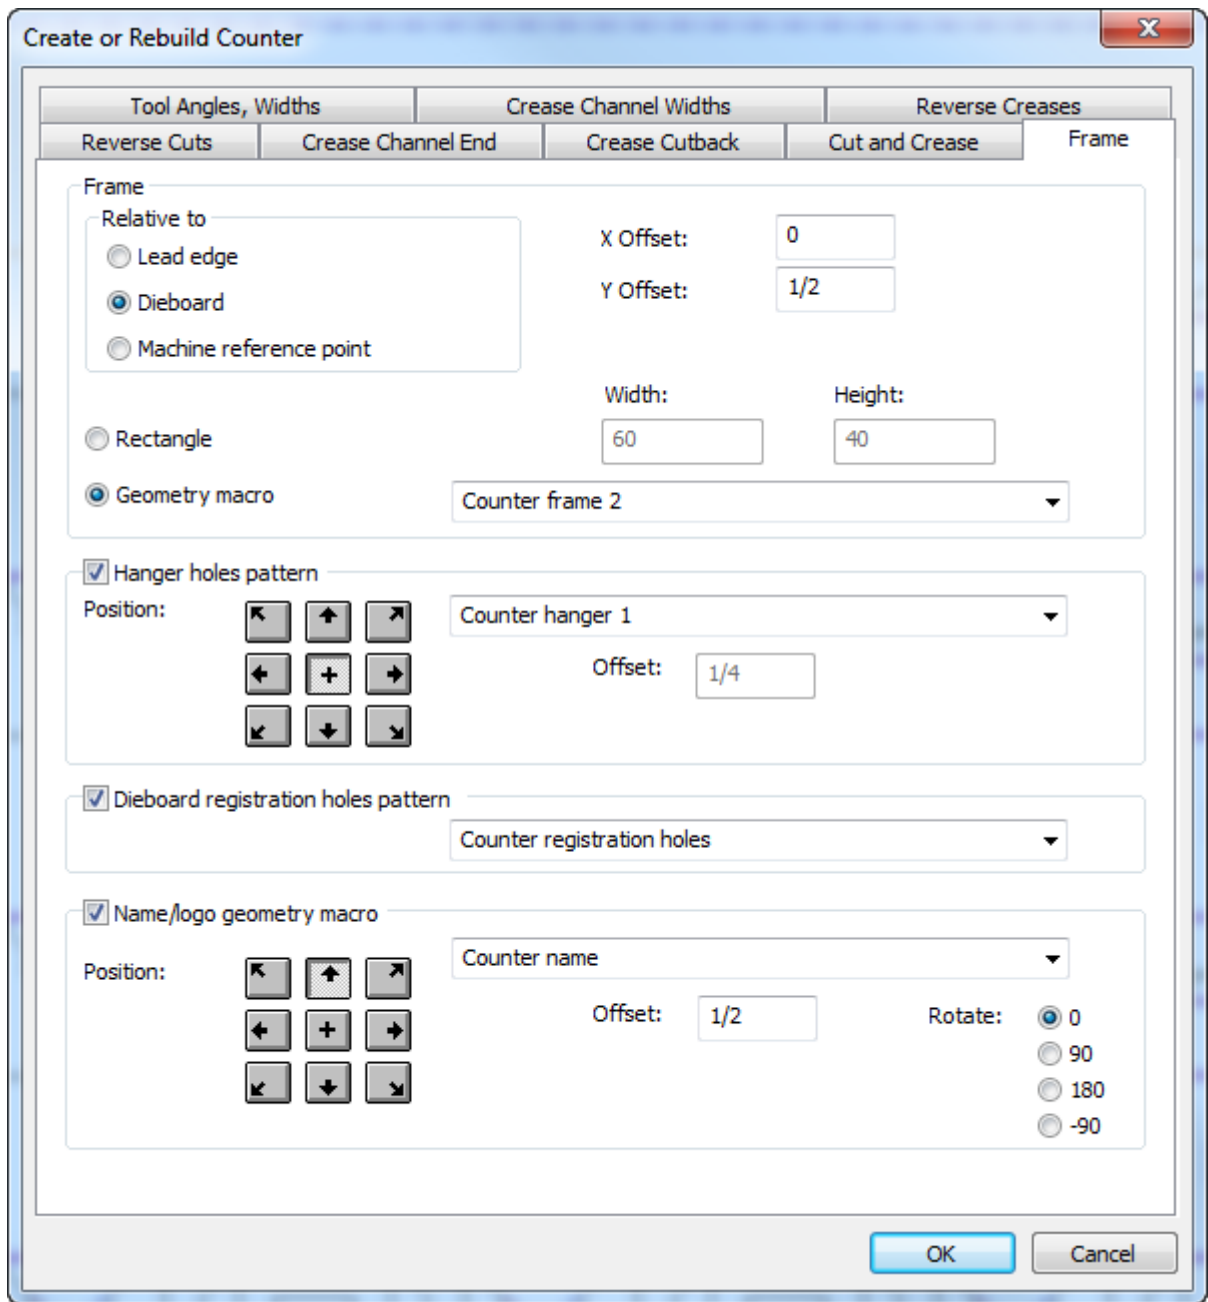 Create or Rebuild Counter
Tool Angles, Widths Crease Channel Widths Reverse Creases
Reverse Cuts Crease Channel End Crease Cutback Cut and Crease Frame
Frame
Relative to
Lead edge
X Offset: 0
Dieboard
Y Offset: 1/2
Machine reference point
Width: Height:
Rectangle 60 40
Geometry macro Counter frame 2
Hanger holes pattern
Position: Counter hanger 1
Offset: 1/4
Dieboard registration holes pattern
Counter registration holes
Name/logo geometry macro
Position: Counter name
Offset: 1/2 Rotate: 0
90
180
-90
OK Cancel